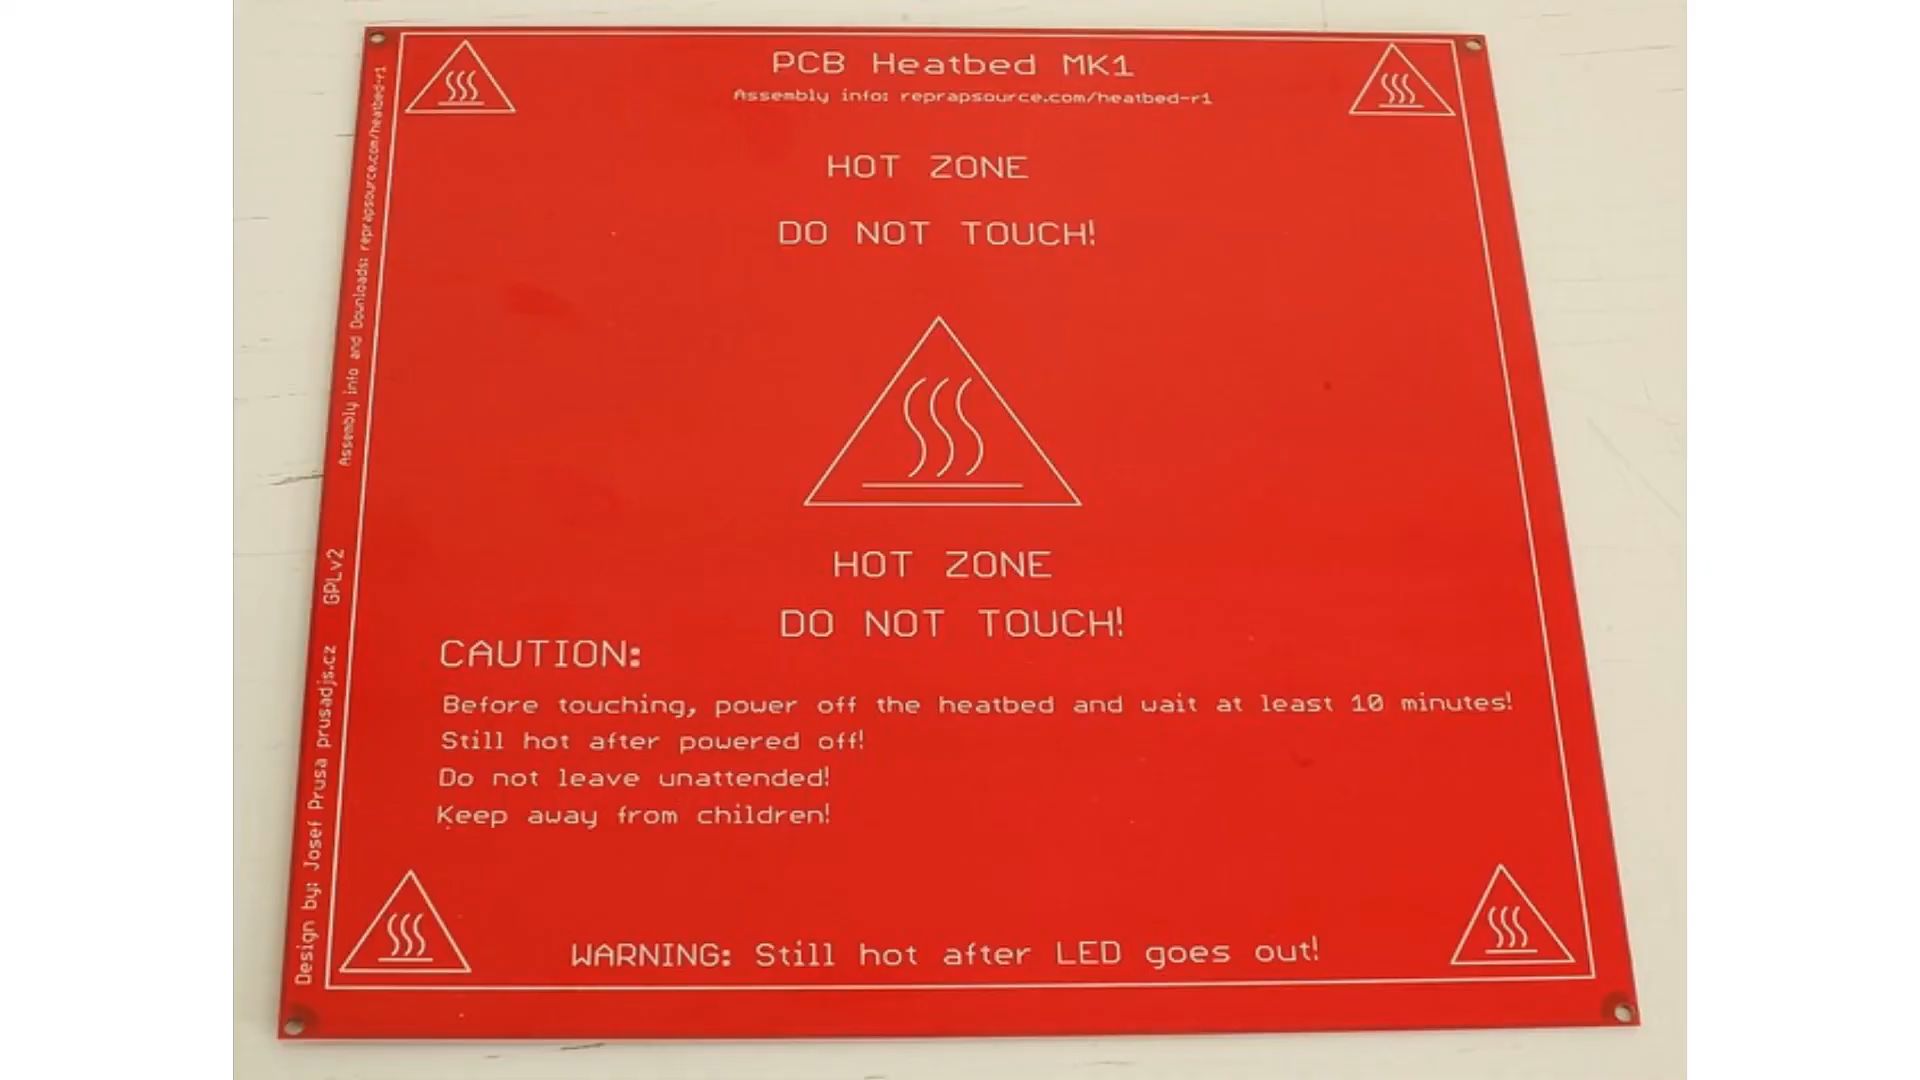 PCB Heatbed MK1
Assembly info: reprapsource.com/heatbed-r1
HOT ZONE
DO NOT TOUCH!
HOT ZONE
DO NOT TOUCH!
CAUTION:
Before touching, power off the heatbed and wait at least 10 minutes!
Still hot after powered off!
Do not leave unattended!
Keep away from children!
WARNING: Still hot after LED goes out!
Design by: Josef Prusa prusadjs.cz GPLv2 Assembly info and Downloads: reprapsource.com/heatbed-r1